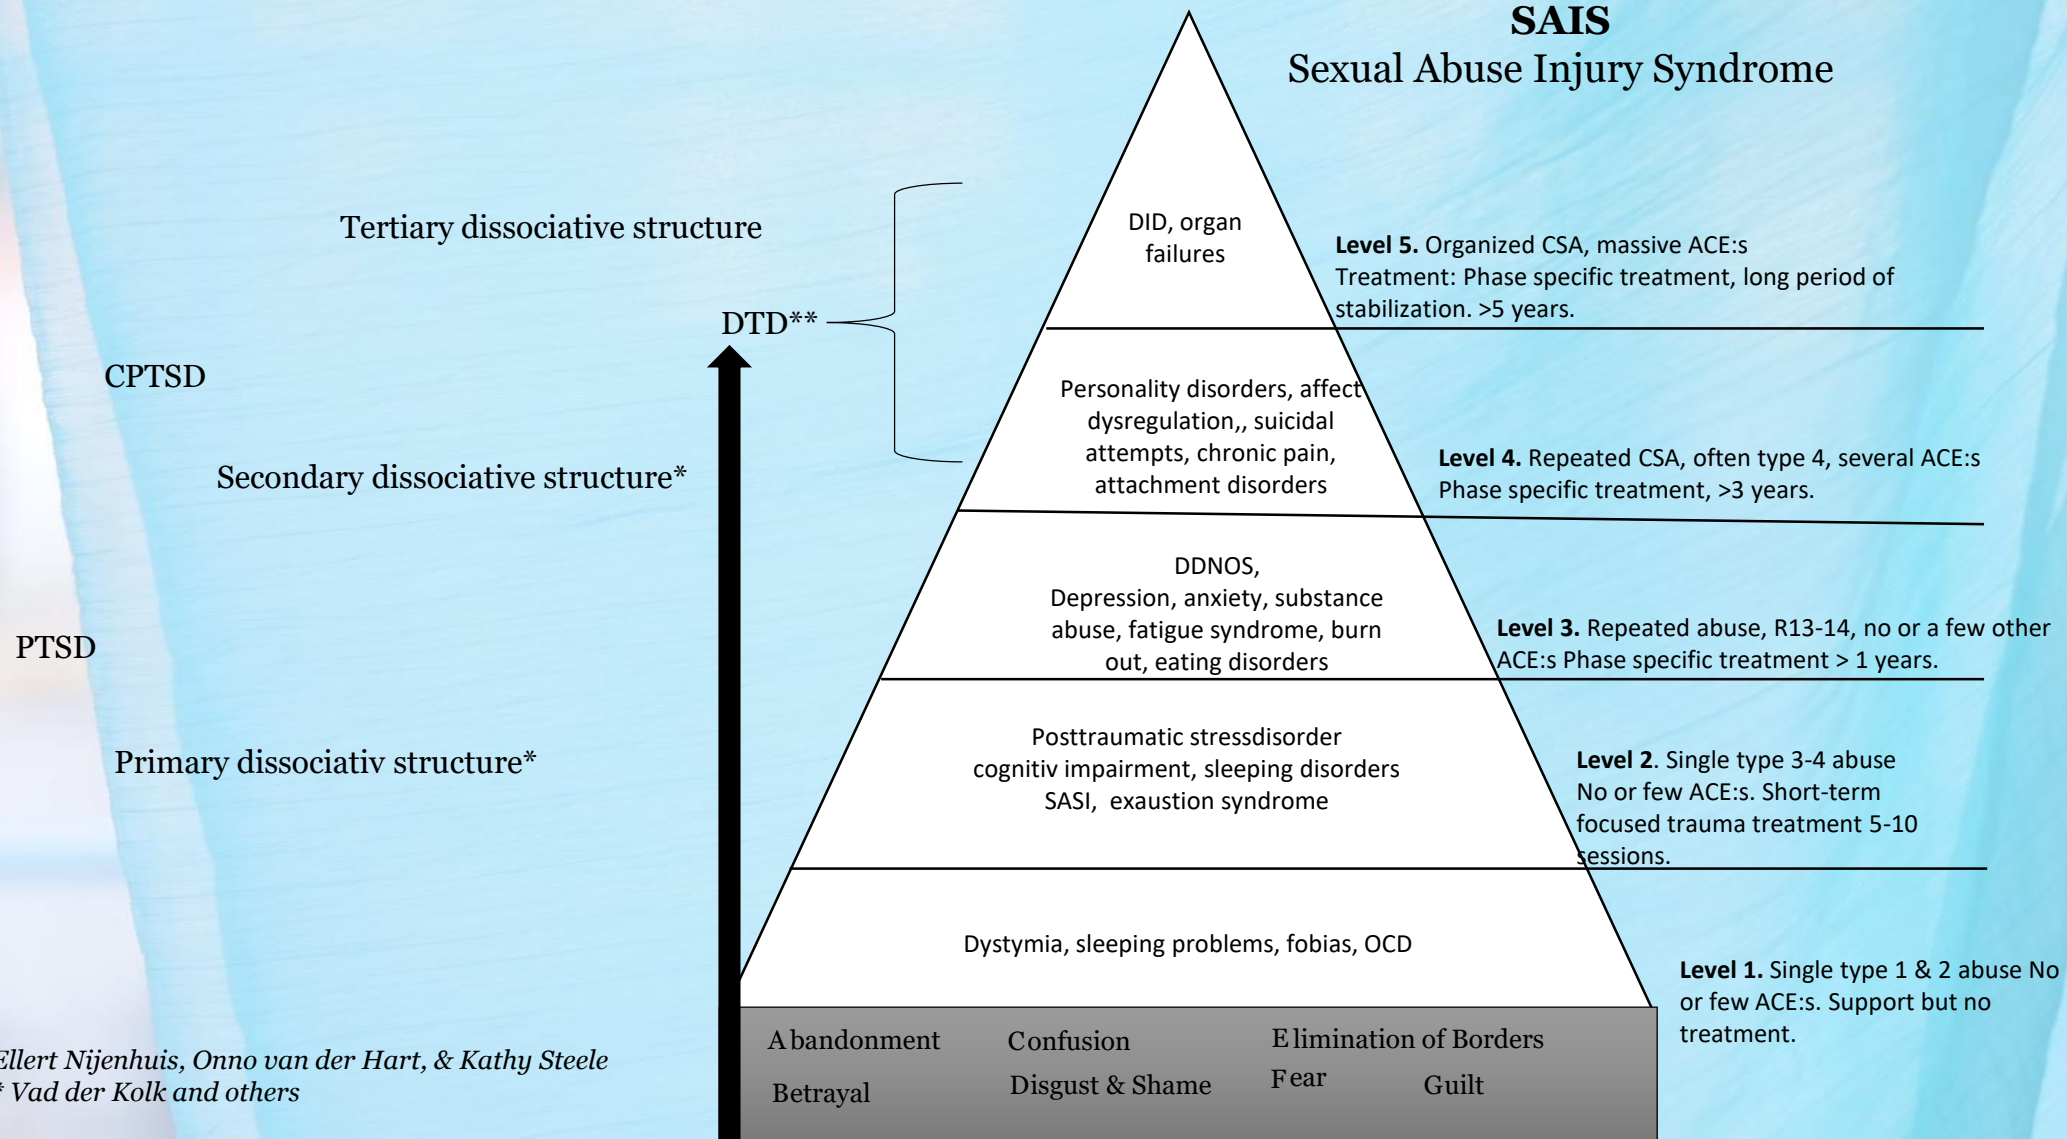 SAIS
Sexual Abuse Injury Syndrome
Tertiary dissociative structure
DID, organ
failures
Level 5. Organized CSA, massive ACE:s
Treatment: Phase specific treatment, long period of
stabilization. >5 years.
DTD**
CPTSD
Secondary dissociative structure*
Personality disorders, affect
dysregulation,, suicidal
attempts, chronic pain,
attachment disorders
Level 4. Repeated CSA, often type 4, several ACE:s
Phase specific treatment, >3 years.
DDNOS,
Depression, anxiety, substance
abuse, fatigue syndrome, burn
out, eating disorders
Level 3. Repeated abuse, R13-14, no or a few other
ACE:s Phase specific treatment > 1 years.
PTSD
Primary dissociativ structure*
Posttraumatic stressdisorder
cognitiv impairment, sleeping disorders
SASI, exaustion syndrome
Level 2. Single type 3-4 abuse
No or few ACE:s. Short-term
focused trauma treatment 5-10
sessions.
Dystymia, sleeping problems, fobias, OCD
Level 1. Single type 1 & 2 abuse No
or few ACE:s. Support but no
treatment.
Abandonment Confusion Elimination of Borders
Betrayal Disgust & Shame Fear Guilt
Ellert Nijenhuis, Onno van der Hart, & Kathy Steele
* Vad der Kolk and others